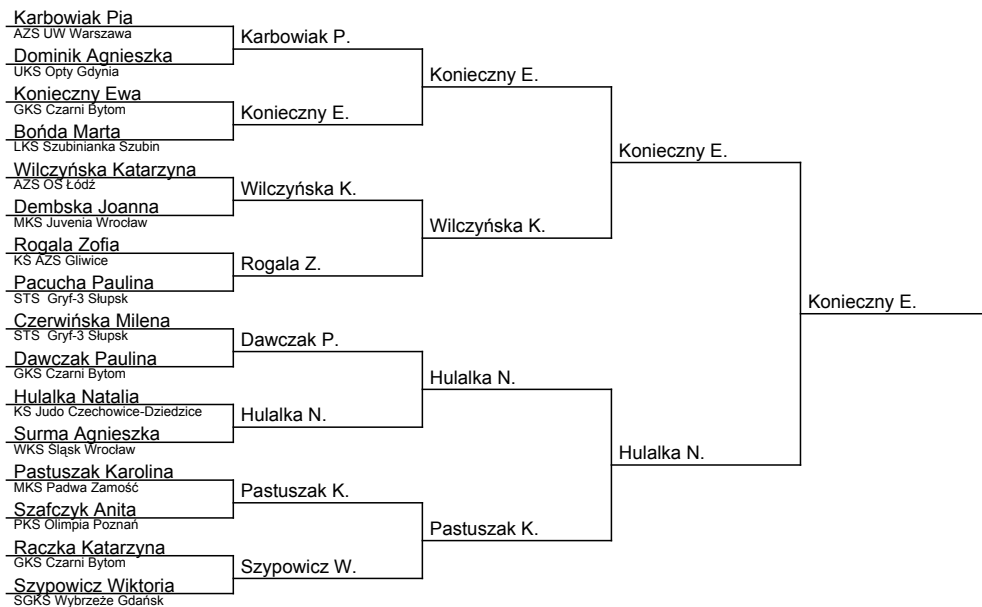 Karbowiak Pia
AZS UW Warszawa
Dominik Agnieszka
UKS Opty Gdynia
Konieczny Ewa
GKS Czarni Bytom
Bońda Marta
LKS Szubinianka Szubin
Wilczyńska Katarzyna
AZS OŚ Łódź
Dembska Joanna
MKS Juvenia Wrocław
Rogala Zofia
KS AZS Gliwice
Pacucha Paulina
STS Gryf-3 Słupsk
Czerwińska Milena
STS Gryf-3 Słupsk
Dawczak Paulina
GKS Czarni Bytom
Hulalka Natalia
KS Judo Czechowice-Dziedzice
Surma Agnieszka
WKS Śląsk Wrocław
Pastuszak Karolina
MKS Padwa Zamość
Szafczyk Anita
PKS Olimpia Poznań
Raczka Katarzyna
GKS Czarni Bytom
Szypowicz Wiktoria
SGKS Wybrzeże Gdańsk
Karbowiak P.
Konieczny E.
Wilczyńska K.
Rogala Z.
Dawczak P.
Hulalka N.
Pastuszak K.
Szypowicz W.
Konieczny E.
Wilczyńska K.
Hulalka N.
Pastuszak K.
Konieczny E.
Hulalka N.
Konieczny E.